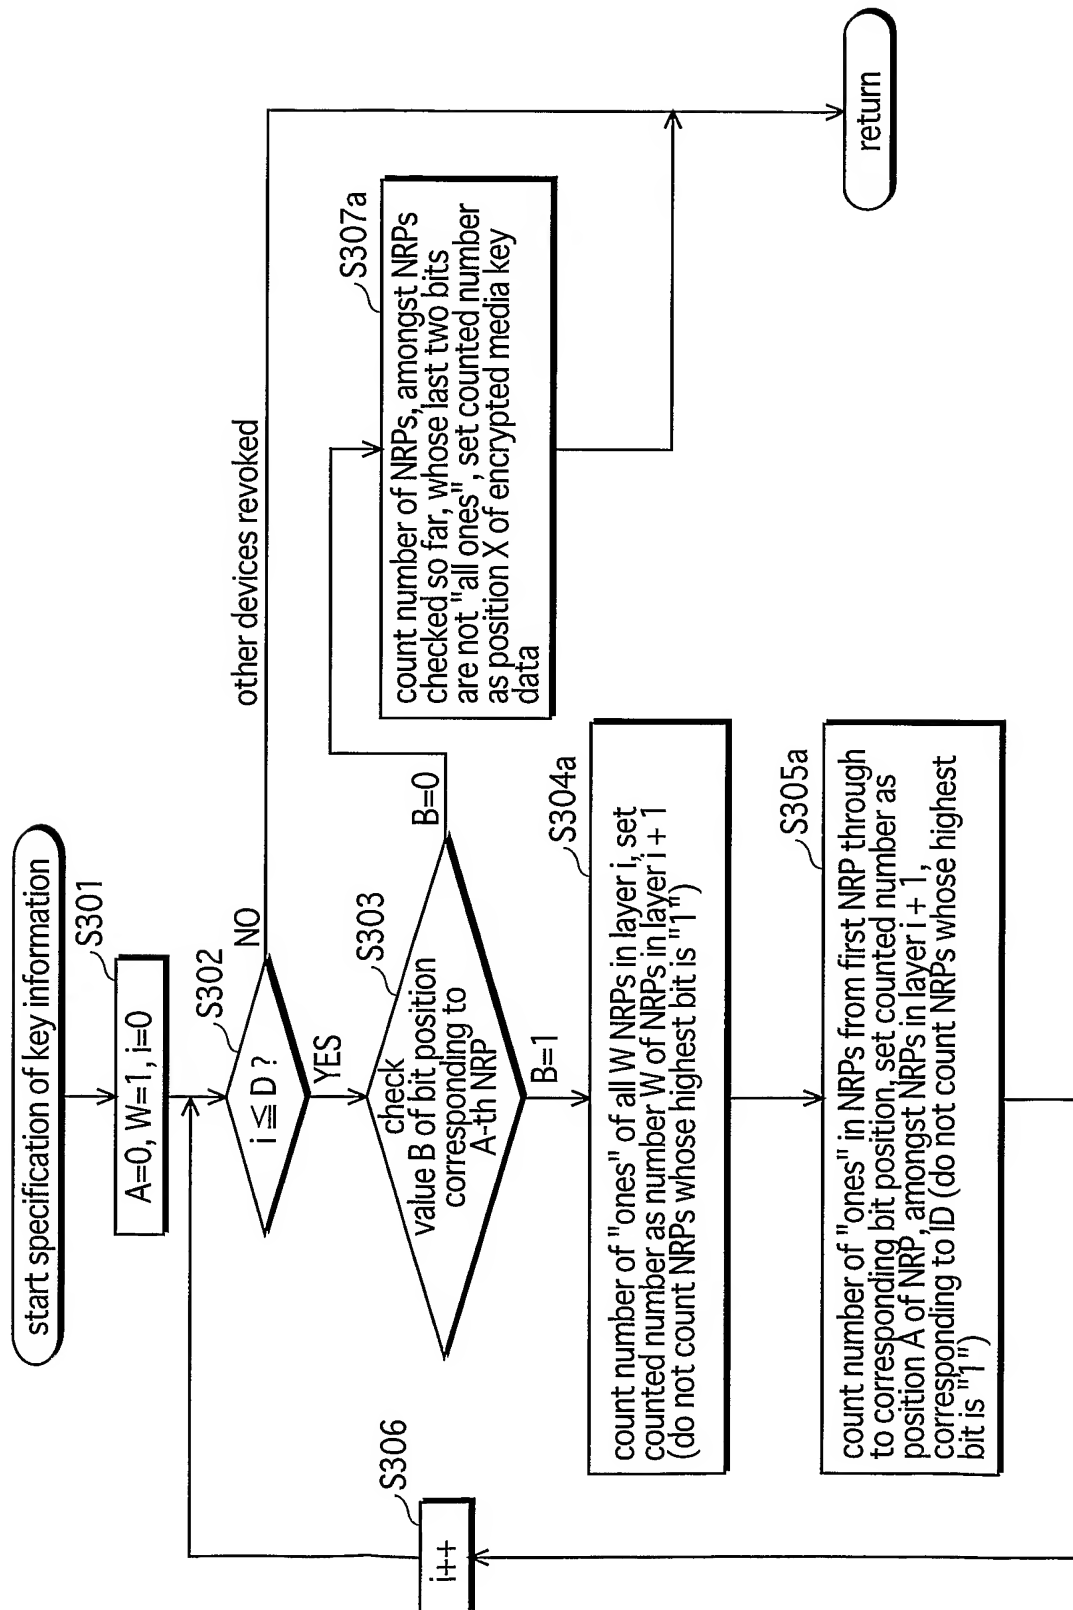 start specification of key information
S301
A=0, W=1, i=0
S302
i ≦ D ?
NO
other devices revoked
YES
S303
check
value B of bit position
corresponding to
A-th NRP
B=0
B=1
S307a
count number of NRPs, amongst NRPs
checked so far, whose last two bits
are not "all ones", set counted number
as position X of encrypted media key
data
S304a
count number of "ones" of all W NRPs in layer i, set
counted number as number W of NRPs in layer i + 1
(do not count NRPs whose highest bit is "1")
S305a
count number of "ones" in NRPs from first NRP through
to corresponding bit position, set counted number as
position A of NRP, amongst NRPs in layer i + 1,
corresponding to ID (do not count NRPs whose highest
bit is "1")
S306
i++
return